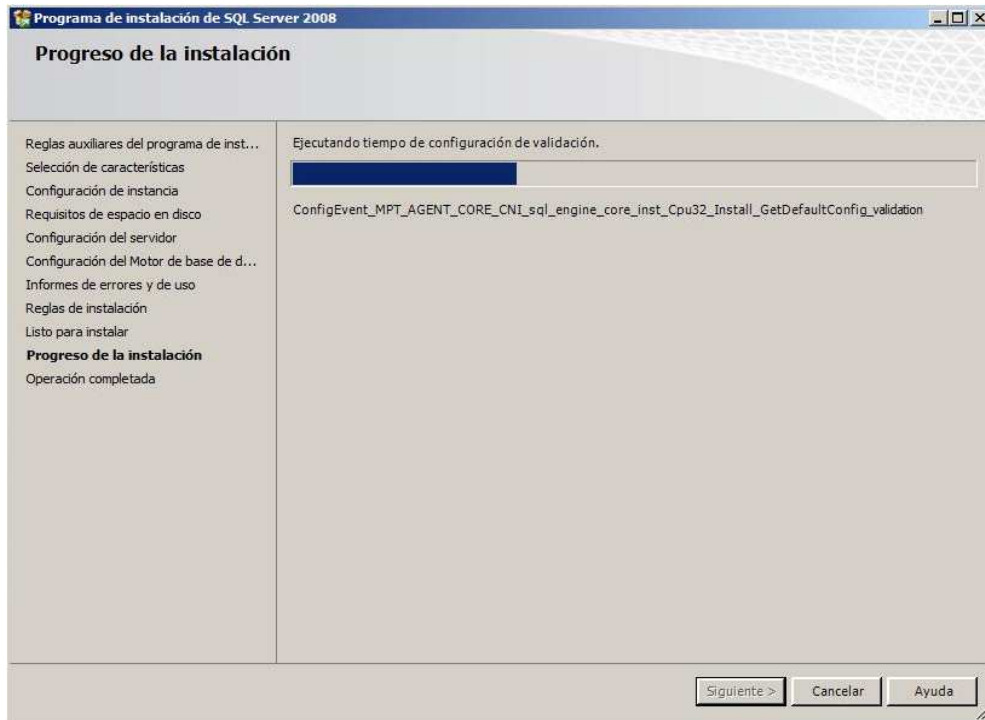 Programa de instalación de SQL Server 2008
Progreso de la instalación
Reglas auxiliares del programa de inst...
Selección de características
Configuración de instancia
Requisitos de espacio en disco
Configuración del servidor
Configuración del Motor de base de d...
Informes de errores y de uso
Reglas de instalación
Listo para instalar
Progreso de la instalación
Operación completada
Ejecutando tiempo de configuración de validación.
ConfigEvent_MPT_AGENT_CORE_CNI_sql_engine_core_inst_Cpu32_Install_GetDefaultConfig_validation
Siguiente >
Cancelar
Ayuda